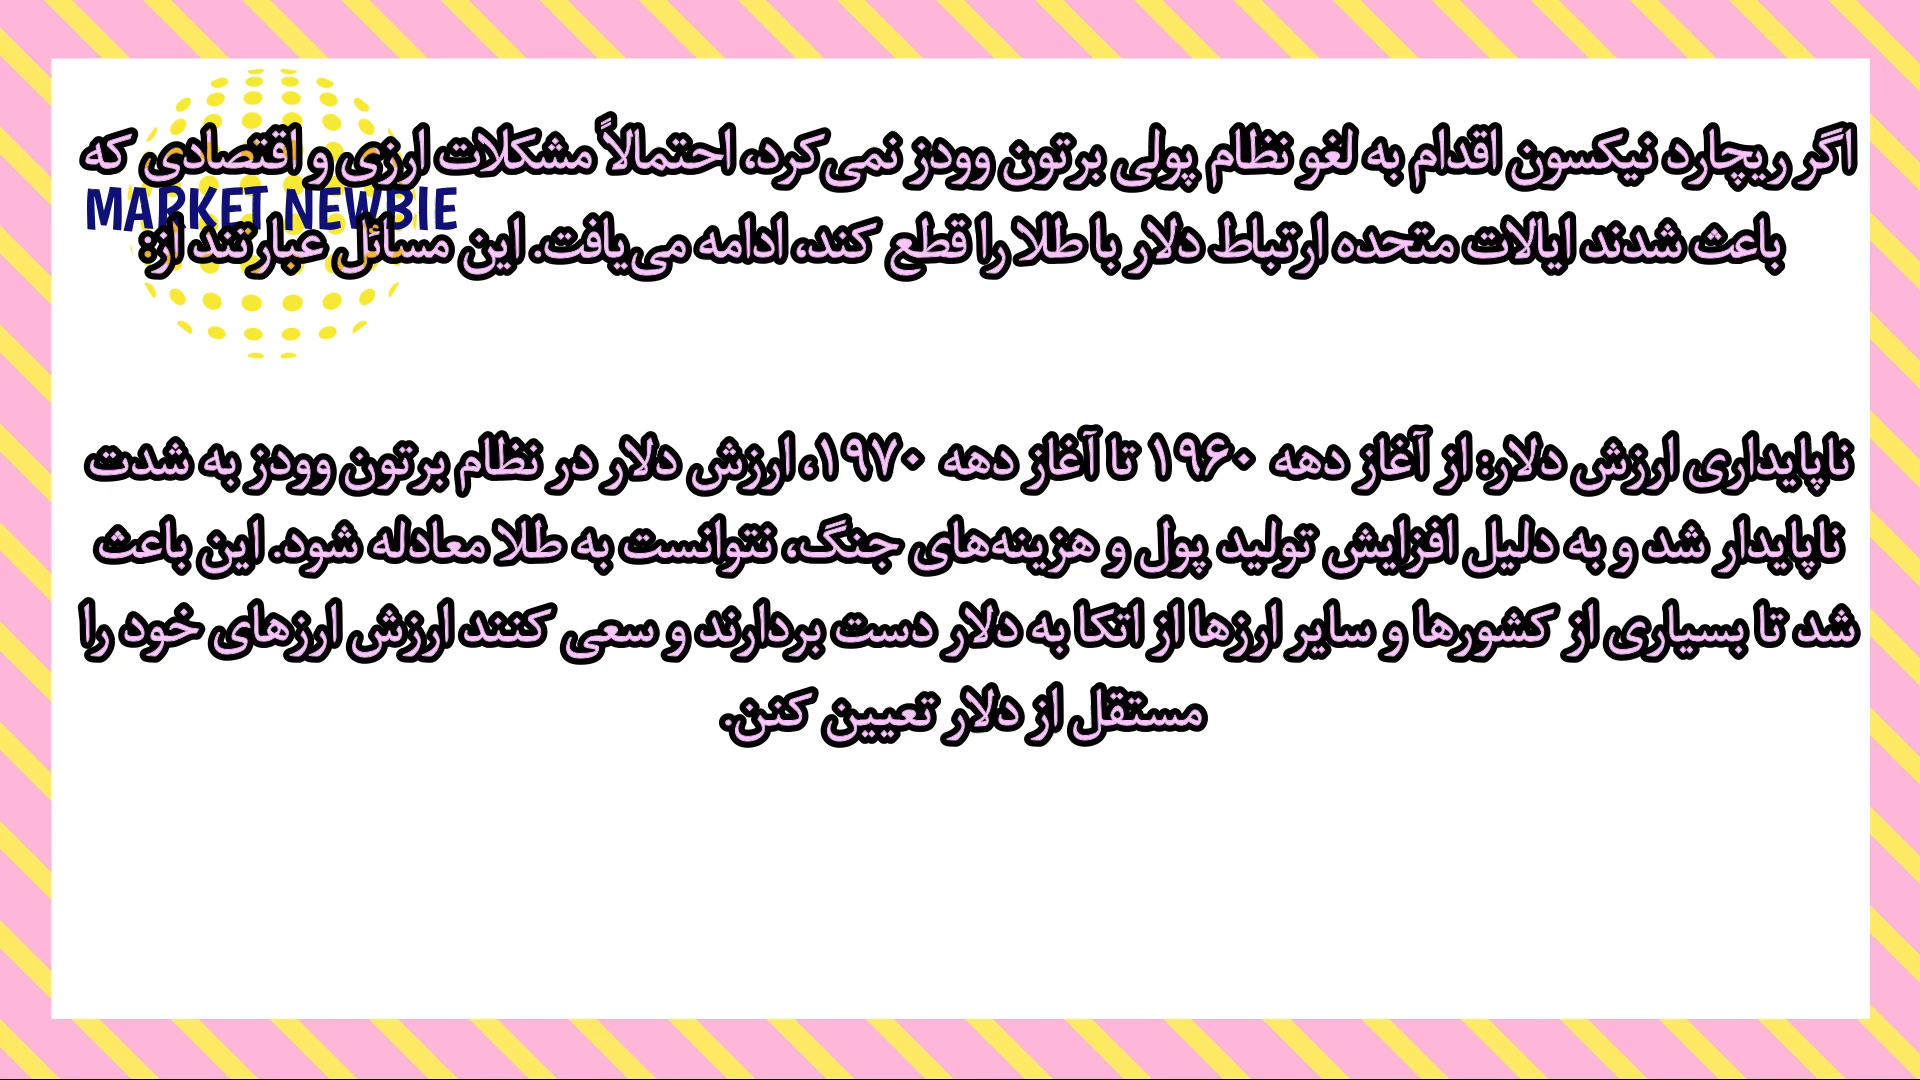 اگر ریچارد نیکسون اقدام به لغو نظام پولی برتون وودز نمی‌کرد، احتمالاً مشکلات ارزی و اقتصادی که
MARKET NEWBIE
باعث شدند ایالات متحده ارتباط دلار با طلا را قطع کند، ادامه می‌یافت. این مسائل عبارتند از:
ناپایداری ارزش دلار: از آغاز دهه ۱۹۶۰ تا آغاز دهه ۱۹۷۰، ارزش دلار در نظام برتون وودز به شدت
ناپایدار شد و به دلیل افزایش تولید پول و هزینه‌های جنگ، نتوانست به طلا معادله شود. این باعث
شد تا بسیاری از کشورها و سایر ارزها از اتکا به دلار دست بردارند و سعی کنند ارزش ارزهای خود را
مستقل از دلار تعیین کنن.